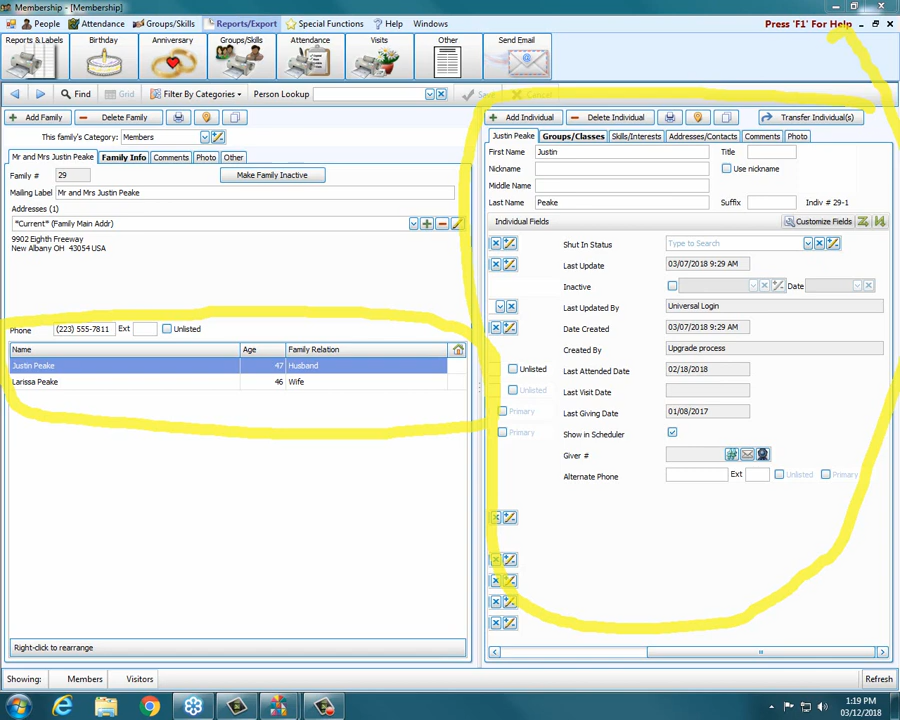 Membership - [Membership]
People Attendance Groups/Skills Reports/Export Special Functions Help Windows Press 'F1' For Help
Reports & Labels Birthday Anniversary Groups/Skills Attendance Visits Other Send Email
Find Grid Filter By Categories Person Lookup Save Cancel
Add Family Delete Family
This family's Category: Members
Mr and Mrs Justin Peake Family Info Comments Photo Other
Family # 29 Make Family Inactive
Mailing Label Mr and Mrs Justin Peake
Addresses (1)
*Current* (Family Main Addr)
9902 Eighth Freeway
New Albany OH 43054 USA
Phone (223) 555-7811 Ext Unlisted
Name Age Family Relation
Justin Peake 47 Husband
Larissa Peake 46 Wife
Right-click to rearrange
Add Individual Delete Individual Transfer Individual(s)
Justin Peake Groups/Classes Skills/Interests Addresses/Contacts Comments Photo
First Name Justin Title
Nickname Use nickname
Middle Name
Last Name Peake Suffix Indiv # 29-1
Individual Fields Customize Fields
Shut In Status Type to Search
Last Update 03/07/2018 9:29 AM
Inactive Date
Last Updated By Universal Login
Date Created 03/07/2018 9:29 AM
Created By Upgrade process
Unlisted Last Attended Date 02/18/2018
Unlisted Last Visit Date
Primary Last Giving Date 01/08/2017
Primary Show in Scheduler
Giver #
Alternate Phone Ext Unlisted Primary
Showing: Members Visitors Refresh
1:19 PM
03/12/2018